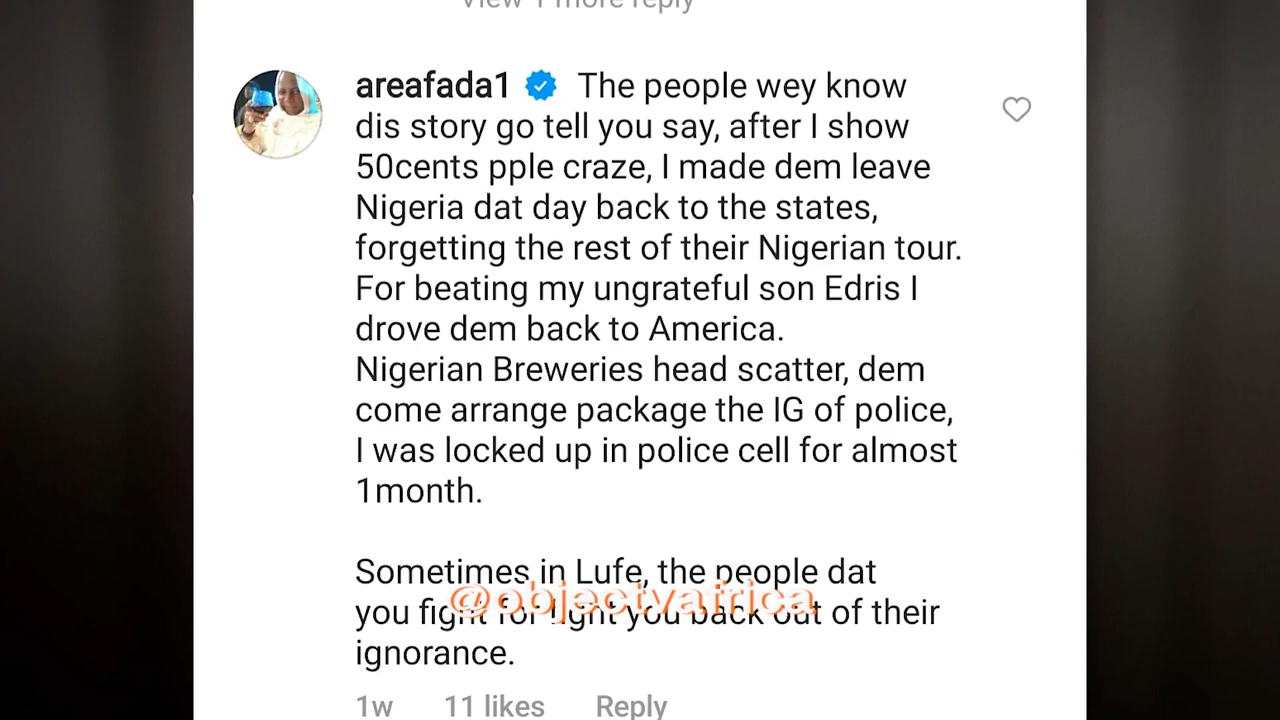 View 1 more reply
areafada1 The people wey know
dis story go tell you say, after I show
50cents pple craze, I made dem leave
Nigeria dat day back to the states,
forgetting the rest of their Nigerian tour.
For beating my ungrateful son Edris I
drove dem back to America.
Nigerian Breweries head scatter, dem
come arrange package the IG of police,
I was locked up in police cell for almost
1month.
Sometimes in Lufe, the people dat
@objectvafrica
you fight for fight you back out of their
ignorance.
1w 11 likes Reply